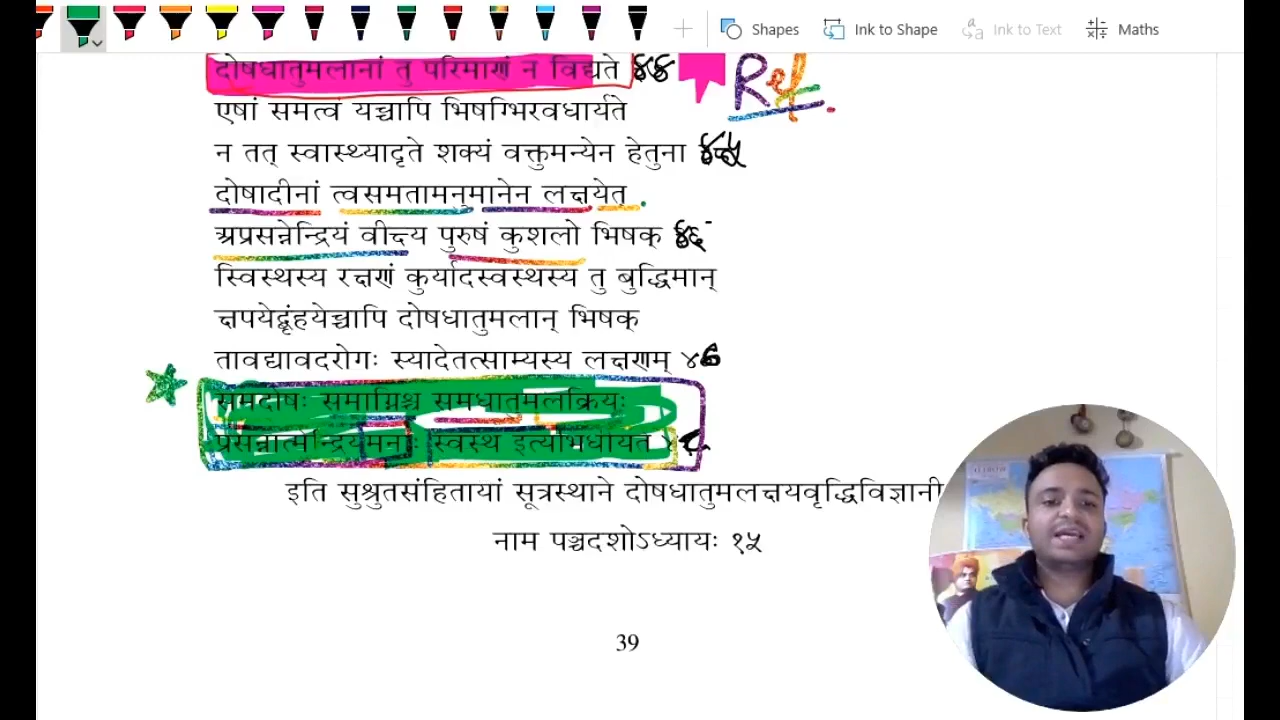 Shapes Ink to Shape Ink to Text Maths
दोषधातुमलानां तु परिमाणं न विद्यते ४४
Ref.
एषां समत्वं यच्चापि भिषग्भिरवधार्यते
न तत् स्वास्थ्यादृते शक्यं वक्तुमन्येन हेतुना ४५
दोषादीनां त्वसमतामनुमानेन लक्षयेत्
अप्रसन्नेन्द्रियं वीक्ष्य पुरुषं कुशलो भिषक् ४६
स्विस्थस्य रक्षणं कुर्यादस्वस्थस्य तु बुद्धिमान्
क्षपयेद्बृंहयेच्चापि दोषधातुमलान् भिषक्
तावद्यावदरोगः स्यादेतत्साम्यस्य लक्षणम् ४७
समदोषः समाग्निश्च समधातुमलक्रियः
प्रसन्नात्मेन्द्रियमनाः स्वस्थ इत्यभिधीयते ४८
इति सुश्रुतसंहितायां सूत्रस्थाने दोषधातुमलक्षयवृद्धिविज्ञानी
नाम पञ्चदशोऽध्यायः १५
39